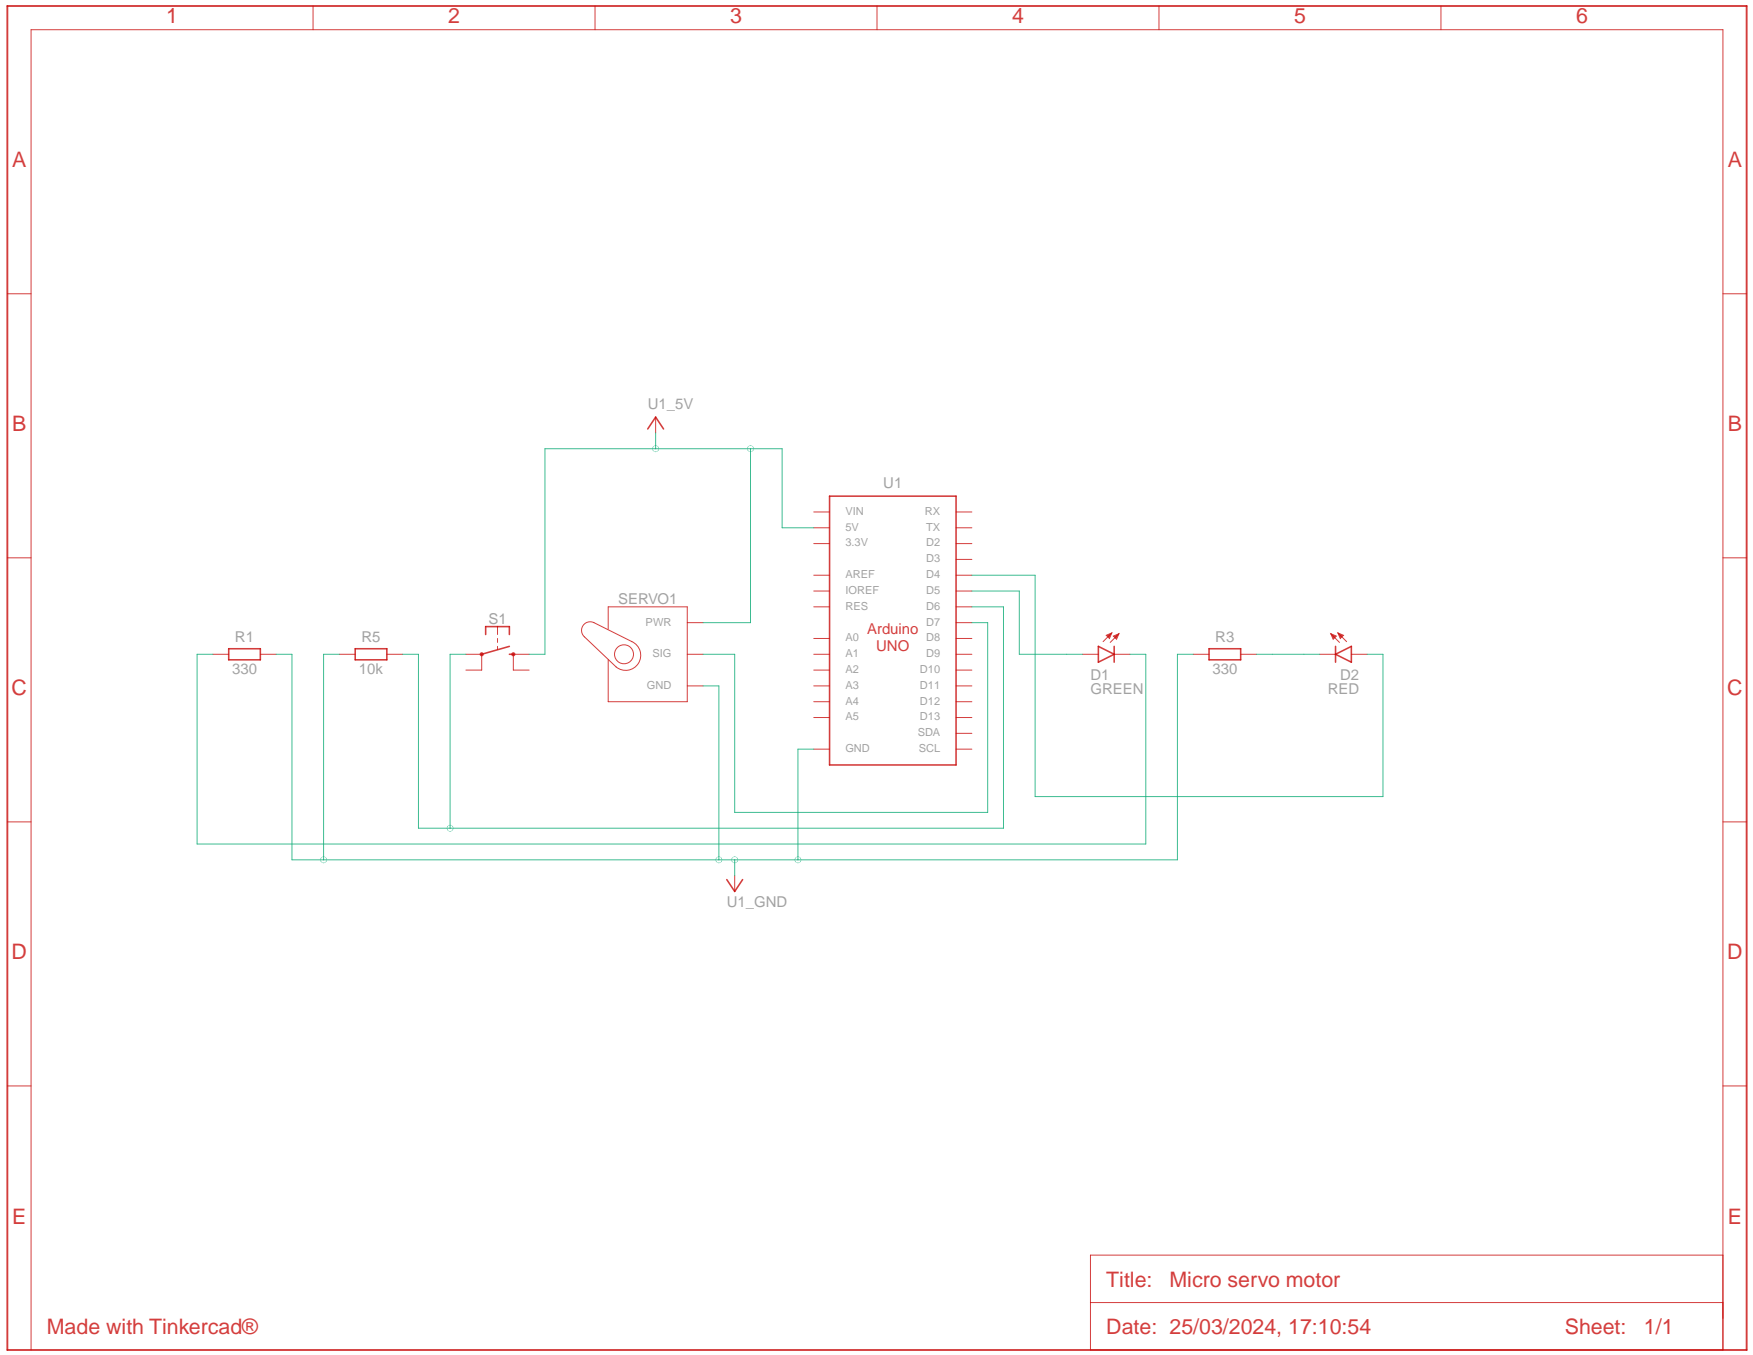 1 2 3 4 5 6
A A
B B
C C
D D
E E
U1_5V
U1
VIN RX
5V TX
3.3V D2
D3
AREF D4
IOREF D5
RES D6
D7
A0 D8
A1 D9
A2 D10
A3 D11
A4 D12
A5 D13
SDA
GND SCL
Arduino
UNO
SERVO1
PWR
SIG
GND
S1
R1
330
R5
10k
D1
GREEN
R3
330
D2
RED
U1_GND
Title: Micro servo motor
Made with Tinkercad®
Date: 25/03/2024, 17:10:54 Sheet: 1/1